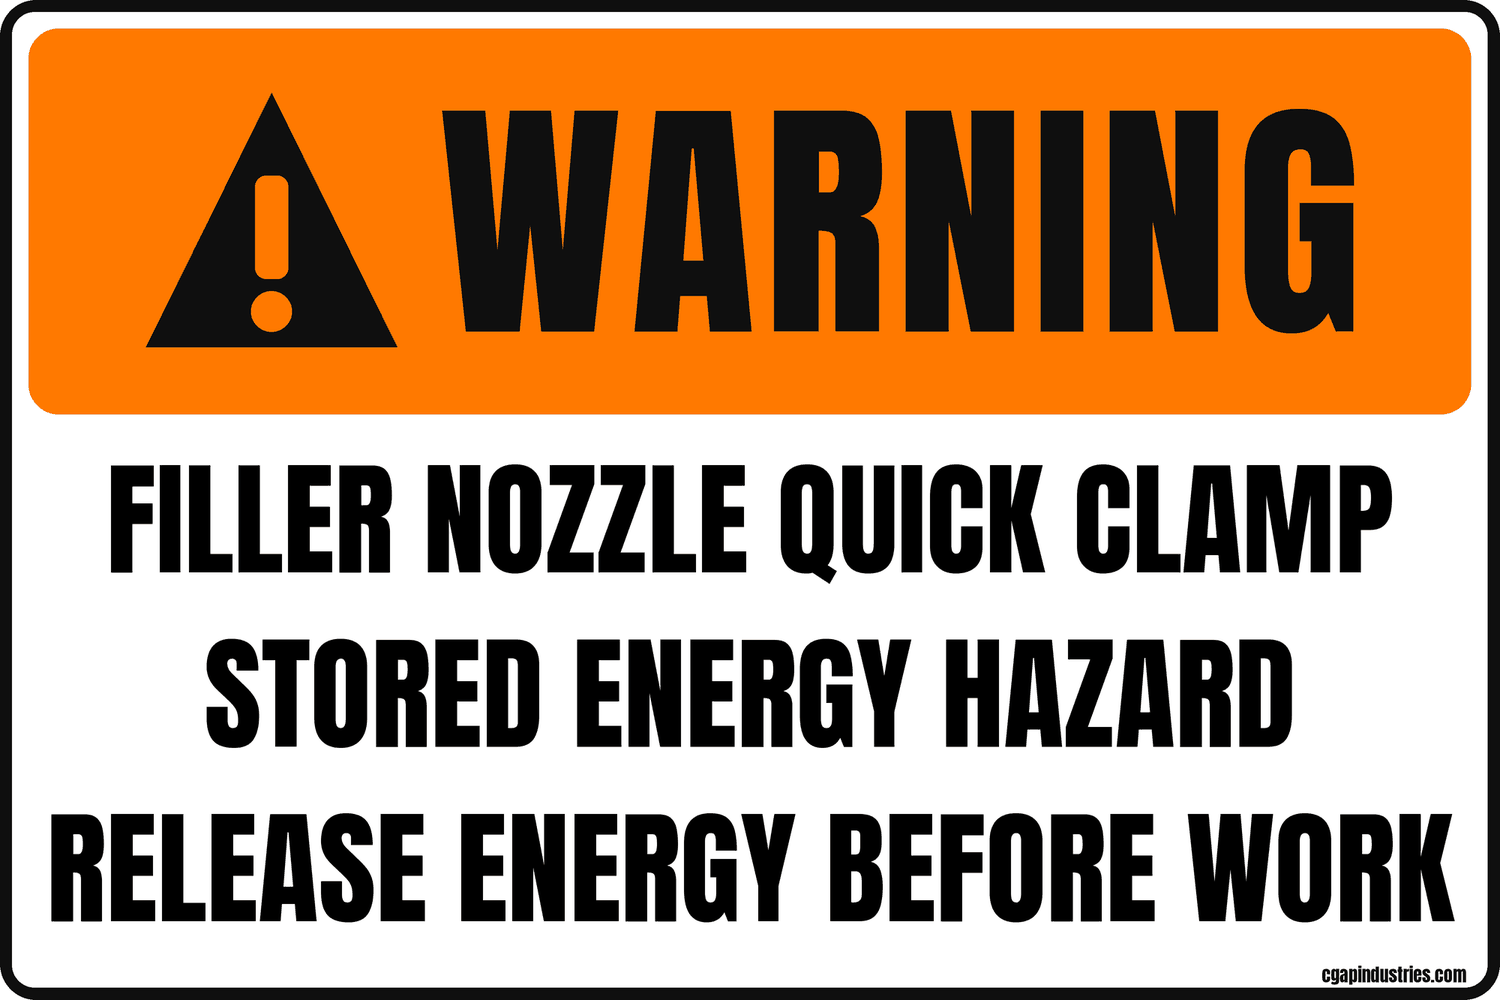 WARNING
FILLER NOZZLE QUICK CLAMP
STORED ENERGY HAZARD
RELEASE ENERGY BEFORE WORK
cgapindustries.com